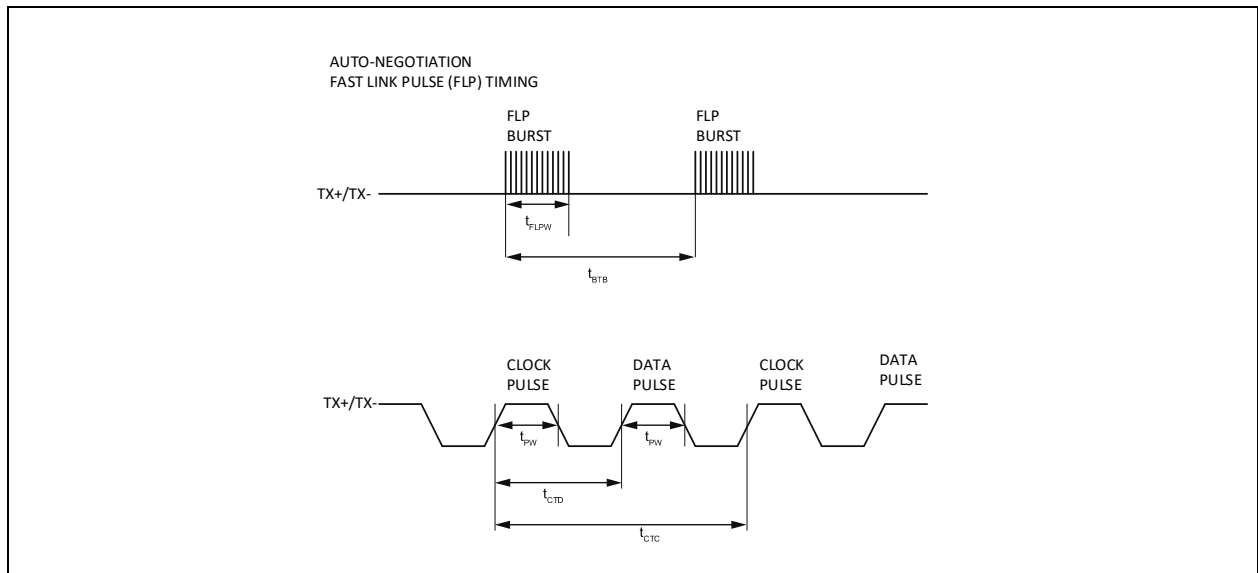 AUTO-NEGOTIATION
FAST LINK PULSE (FLP) TIMING
FLP
BURST
FLP
BURST
TX+/TX-
tFLPW
tBTB
CLOCK
PULSE
DATA
PULSE
CLOCK
PULSE
DATA
PULSE
TX+/TX-
tPW
tPW
tCTD
tCTC